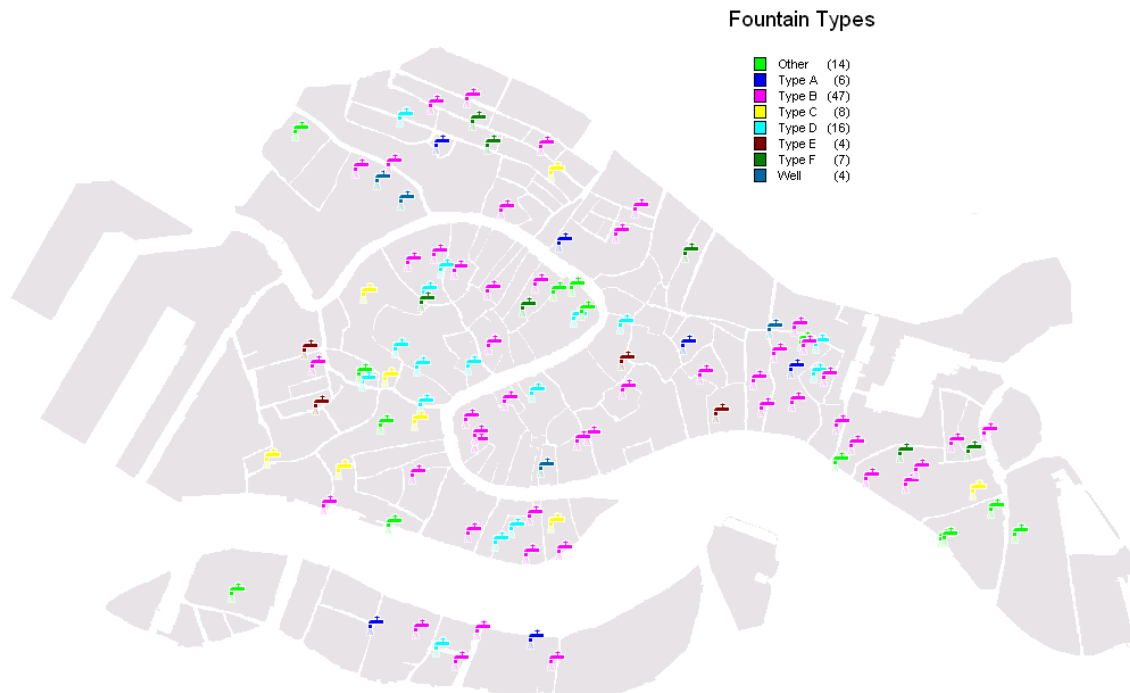 Fountain Types
Other (14)
Type A (6)
Type B (47)
Type C (8)
Type D (16)
Type E (4)
Type F (7)
Well (4)